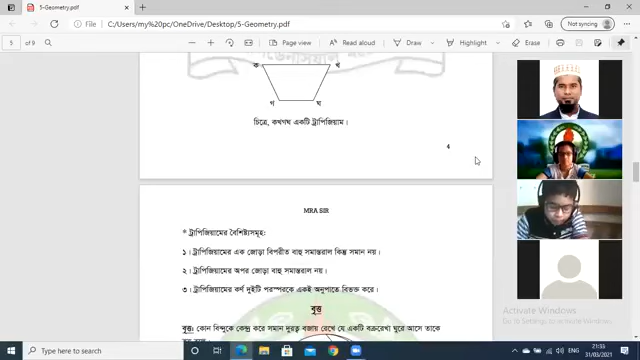 5-Geometry.pdf
C:/Users/my%20pc/OneDrive/Desktop/5-Geometry.pdf
Not syncing
5 of 9
Page view
Read aloud
Draw
Highlight
Erase
ক
খ
গ
ঘ
চিত্রে, কখগঘ একটি ট্রাপিজিয়াম।
4
MRA SIR
* ট্রাপিজিয়ামের বৈশিষ্ট্যসমূহ:
১। ট্রাপিজিয়ামের এক জোড়া বিপরীত বাহু সমান্তরাল কিন্তু সমান নয়।
২। ট্রাপিজিয়ামের অপর জোড়া বাহু সমান্তরাল নয়।
৩। ট্রাপিজিয়ামের কর্ণ দুইটি পরস্পরকে একই অনুপাতে বিভক্ত করে।
বৃত্ত
বৃত্ত: কোন বিন্দুকে কেন্দ্র করে সমান দুরত্ব বজায় রেখে যে একটি বক্ররেখা ঘুরে আসে তাকে
Activate Windows
Go to Settings to activate Windows.
Type here to search
ENG
21:35
31/03/2021